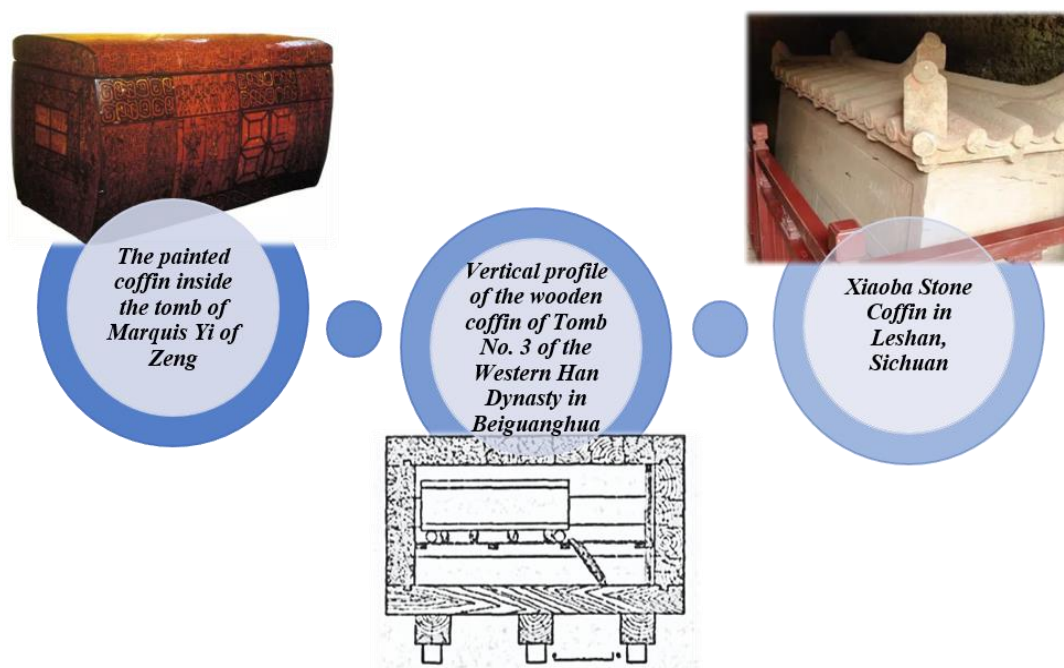 The painted
coffin inside
the tomb of
Marquis Yi of
Zeng
Vertical profile
of the wooden
coffin of Tomb
No. 3 of the
Western Han
Dynasty in
Beiguanghua
Xiaoba Stone
Coffin in
Leshan,
Sichuan